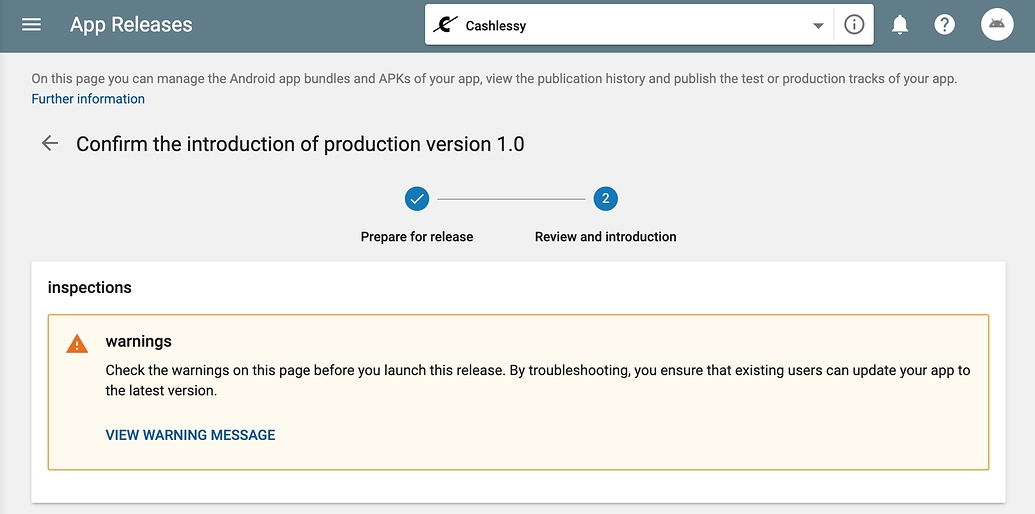 App Releases
Cashlessy
On this page you can manage the Android app bundles and APKs of your app, view the publication history and publish the test or production tracks of your app.
Further information
Confirm the introduction of production version 1.0
2
Prepare for release
Review and introduction
inspections
warnings
Check the warnings on this page before you launch this release. By troubleshooting, you ensure that existing users can update your app to
the latest version.
VIEW WARNING MESSAGE